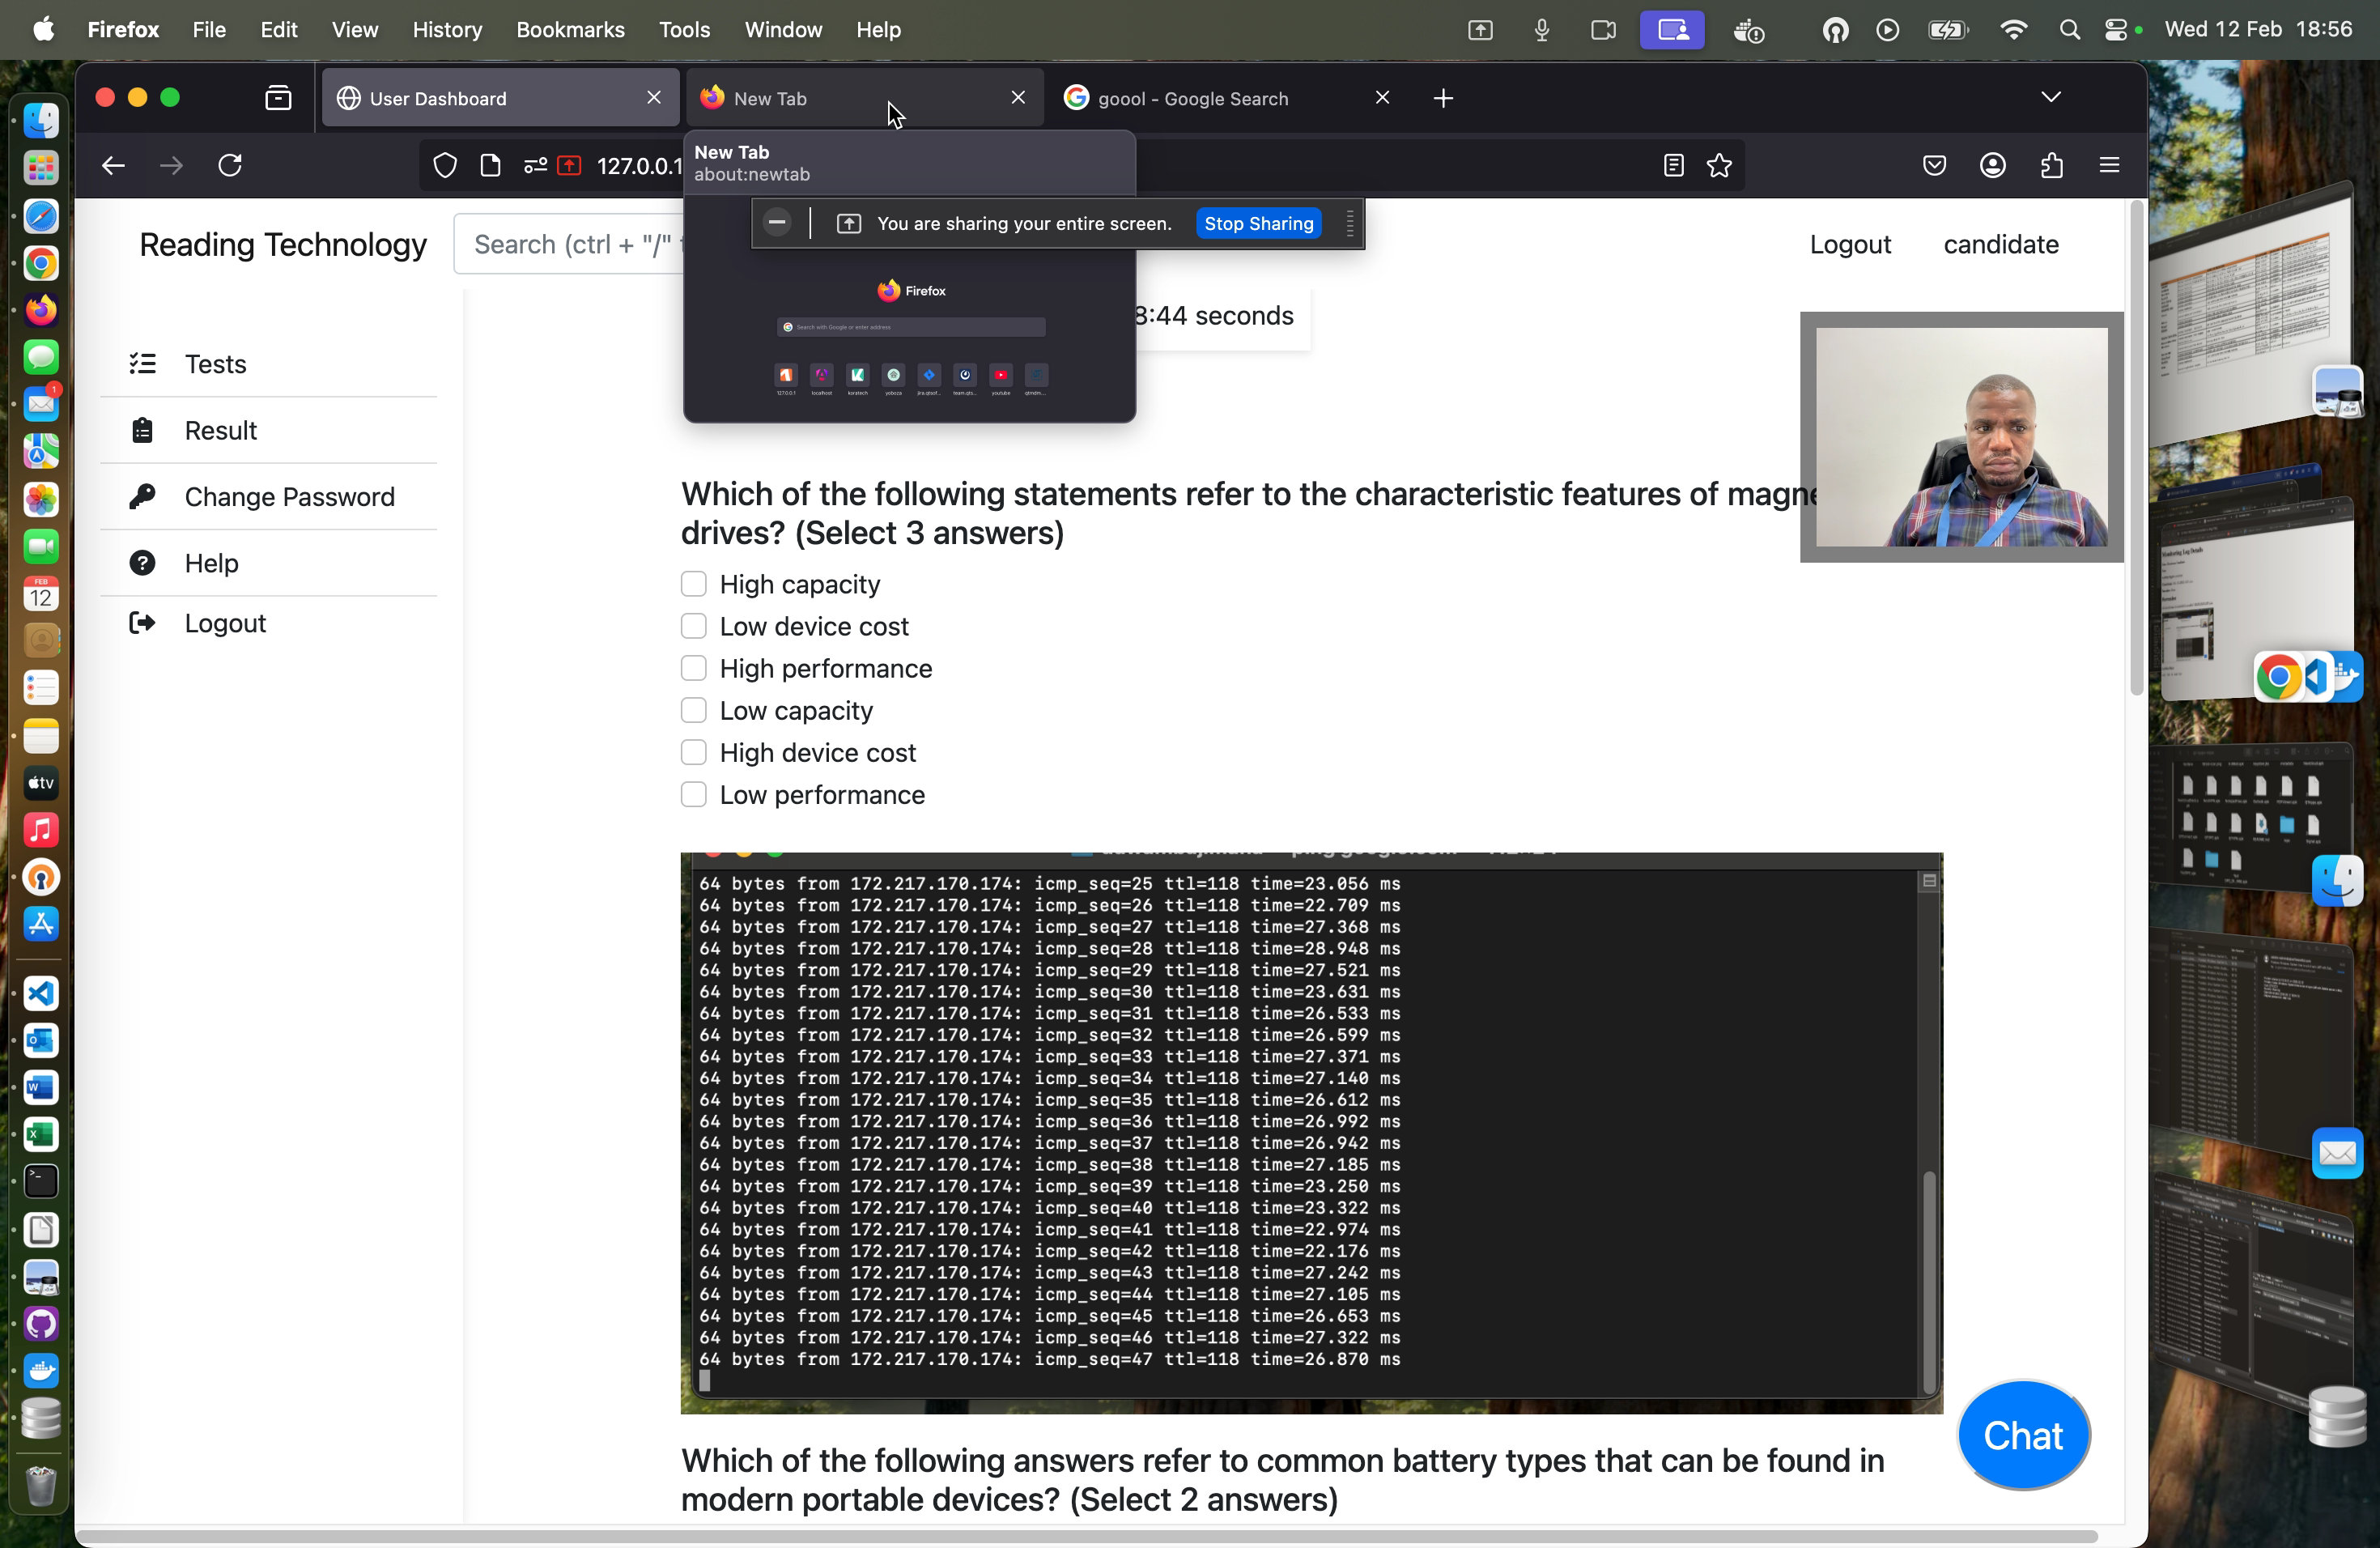 Firefox File Edit View History Bookmarks Tools Window Help
Wed 12 Feb 18:56
User Dashboard
New Tab
goool - Google Search
127.0.0.1
New Tab
about:newtab
You are sharing your entire screen.
Stop Sharing
Firefox
Search with Google or enter address
127.0.0.1
localhost
youtube
Reading Technology
Search (ctrl + "/"
Logout
candidate
8:44 seconds
Tests
Result
Change Password
Help
Logout
Which of the following statements refer to the characteristic features of magne
drives? (Select 3 answers)
High capacity
Low device cost
High performance
Low capacity
High device cost
Low performance
64 bytes from 172.217.170.174: icmp_seq=25 ttl=118 time=23.056 ms
64 bytes from 172.217.170.174: icmp_seq=26 ttl=118 time=22.709 ms
64 bytes from 172.217.170.174: icmp_seq=27 ttl=118 time=27.368 ms
64 bytes from 172.217.170.174: icmp_seq=28 ttl=118 time=28.948 ms
64 bytes from 172.217.170.174: icmp_seq=29 ttl=118 time=27.521 ms
64 bytes from 172.217.170.174: icmp_seq=30 ttl=118 time=23.631 ms
64 bytes from 172.217.170.174: icmp_seq=31 ttl=118 time=26.533 ms
64 bytes from 172.217.170.174: icmp_seq=32 ttl=118 time=26.599 ms
64 bytes from 172.217.170.174: icmp_seq=33 ttl=118 time=27.371 ms
64 bytes from 172.217.170.174: icmp_seq=34 ttl=118 time=27.140 ms
64 bytes from 172.217.170.174: icmp_seq=35 ttl=118 time=26.612 ms
64 bytes from 172.217.170.174: icmp_seq=36 ttl=118 time=26.992 ms
64 bytes from 172.217.170.174: icmp_seq=37 ttl=118 time=26.942 ms
64 bytes from 172.217.170.174: icmp_seq=38 ttl=118 time=27.185 ms
64 bytes from 172.217.170.174: icmp_seq=39 ttl=118 time=23.250 ms
64 bytes from 172.217.170.174: icmp_seq=40 ttl=118 time=23.322 ms
64 bytes from 172.217.170.174: icmp_seq=41 ttl=118 time=22.974 ms
64 bytes from 172.217.170.174: icmp_seq=42 ttl=118 time=22.176 ms
64 bytes from 172.217.170.174: icmp_seq=43 ttl=118 time=27.242 ms
64 bytes from 172.217.170.174: icmp_seq=44 ttl=118 time=27.105 ms
64 bytes from 172.217.170.174: icmp_seq=45 ttl=118 time=26.653 ms
64 bytes from 172.217.170.174: icmp_seq=46 ttl=118 time=27.322 ms
64 bytes from 172.217.170.174: icmp_seq=47 ttl=118 time=26.870 ms
Chat
Which of the following answers refer to common battery types that can be found in
modern portable devices? (Select 2 answers)
1
FEB
12
tv